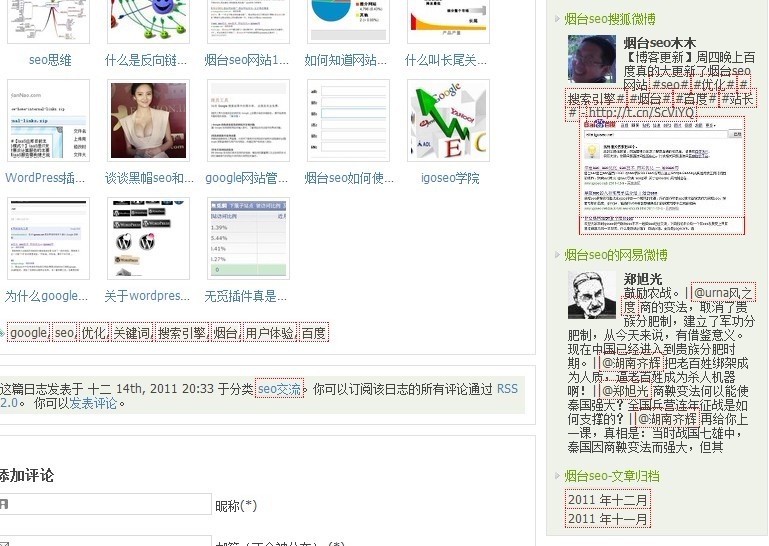 seo思维
什么是反向链...
烟台seo网站1...
如何知道网站...
什么叫长尾关...
WordPress插...
谈谈黑帽seo和...
google网站管...
烟台seo如何使...
igoseo学院
为什么google...
关于wordpres...
无觅插件真是...
google, seo, 优化, 关键词, 搜索引擎, 烟台, 用户体验, 百度
这篇日志发表于 十二 14th, 2011 20:33 于分类 seo交流。你可以订阅该日志的所有评论通过 RSS
2.0。 你可以发表评论。
添加评论
昵称(*)
烟台seo搜狐微博
烟台seo木木
【博客更新】周四晚上百
度真的大更新了烟台seo
网站 #seo# #优化# #
搜索引擎# #烟台# #百度# #站长
# - http://t.cn/ScViYQ
烟台seo的网易微博
郑旭光
鼓励农战。||@urna风之
度 商的变法，取消了贵
族分肥制，建立了军功分
肥制，从今天来说，有借鉴意义。
现在中国已经进入到贵族分肥时
期。||@湖南齐辉 把老百姓绑架成
为人质，逼老百姓成为杀人机器
啊！||@郑旭光 商鞅变法何以能使
秦国强大？全国兵营连年征战是如
何支撑的？||@湖南齐辉 再给你上
一课，真相是：当时战国七雄中，
秦国因商鞅变法而强大，但其
烟台seo-文章归档
2011 年十二月
2011 年十一月